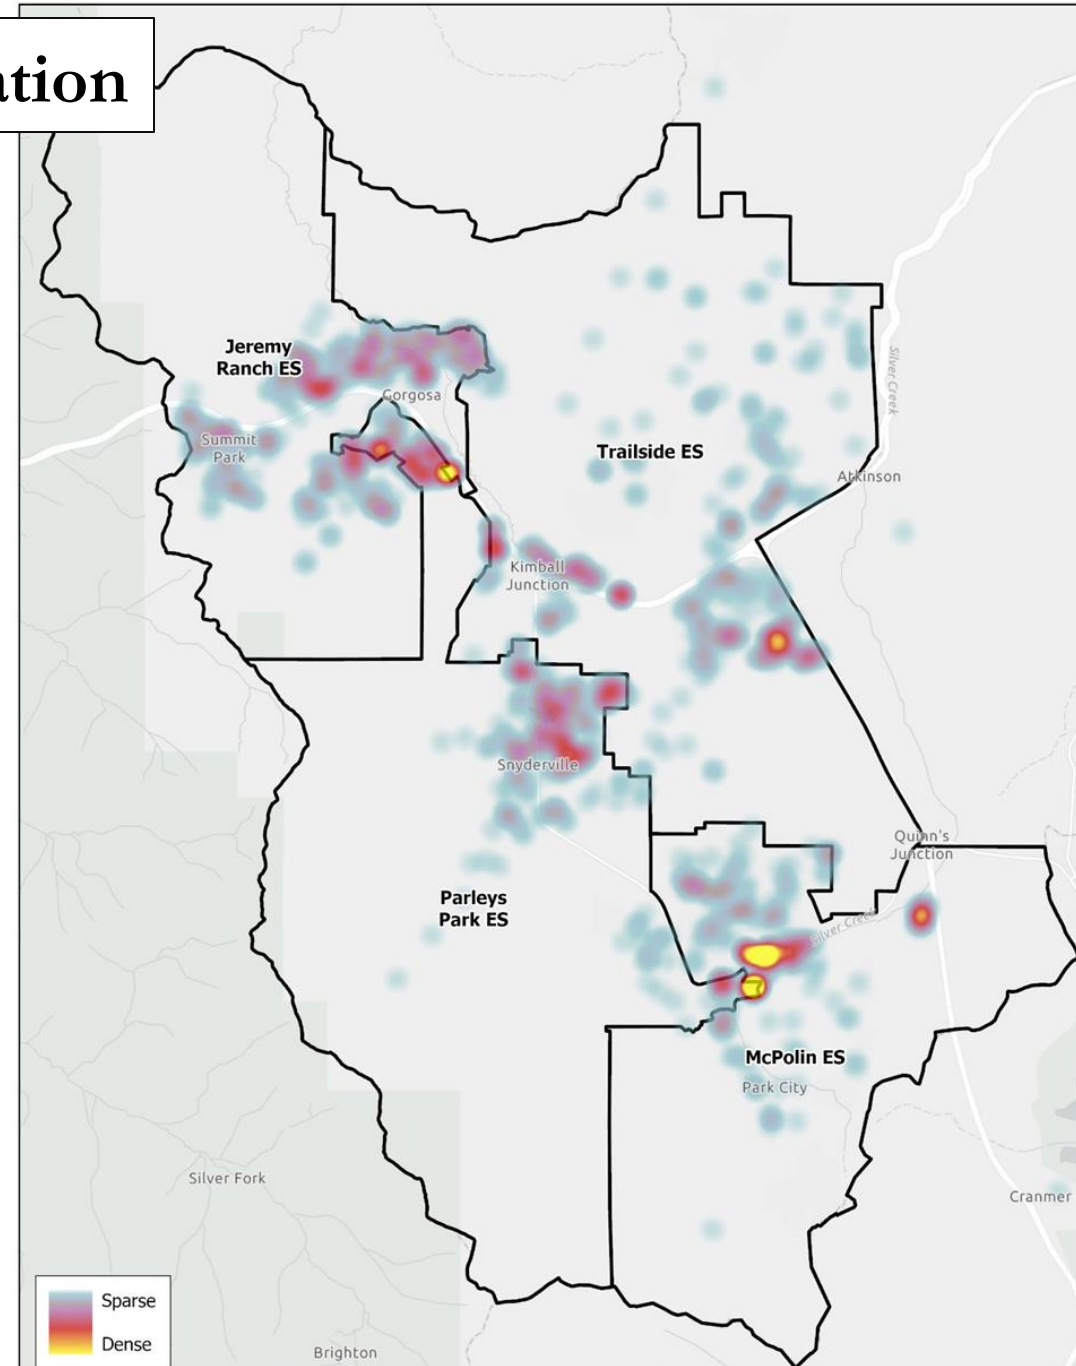 ation
Jeremy
Ranch ES
Gorgosa
Summit
Park
Silver Creek
Trailside ES
Atkinson
Kimball
Junction
Snyderville
Quinn's
Junction
Parleys
Park ES
Silver Creek
McPolin ES
Park City
Silver Fork
Cranmer
Brighton
Sparse
Dense